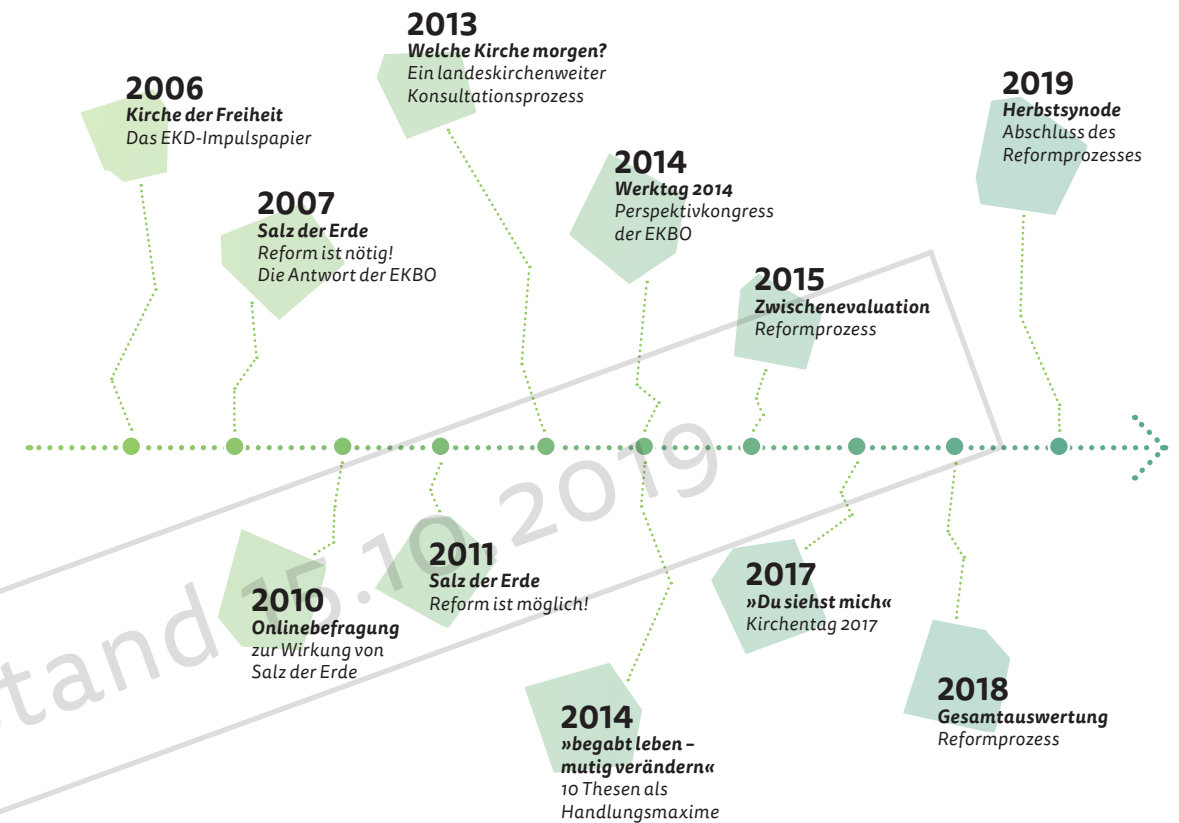 2006
Kirche der Freiheit
Das EKD-Impulspapier
2007
Salz der Erde
Reform ist nötig!
Die Antwort der EKBO
2010
Onlinebefragung
zur Wirkung von
Salz der Erde
2011
Salz der Erde
Reform ist möglich!
2013
Welche Kirche morgen?
Ein landeskirchenweiter
Konsultationsprozess
2014
Werktag 2014
Perspektivkongress
der EKBO
2014
»begabt leben –
mutig verändern«
10 Thesen als
Handlungsmaxime
2015
Zwischenevaluation
Reformprozess
2017
»Du siehst mich«
Kirchentag 2017
2018
Gesamtauswertung
Reformprozess
2019
Herbstsynode
Abschluss des
Reformprozesses
tand 15.10.2019